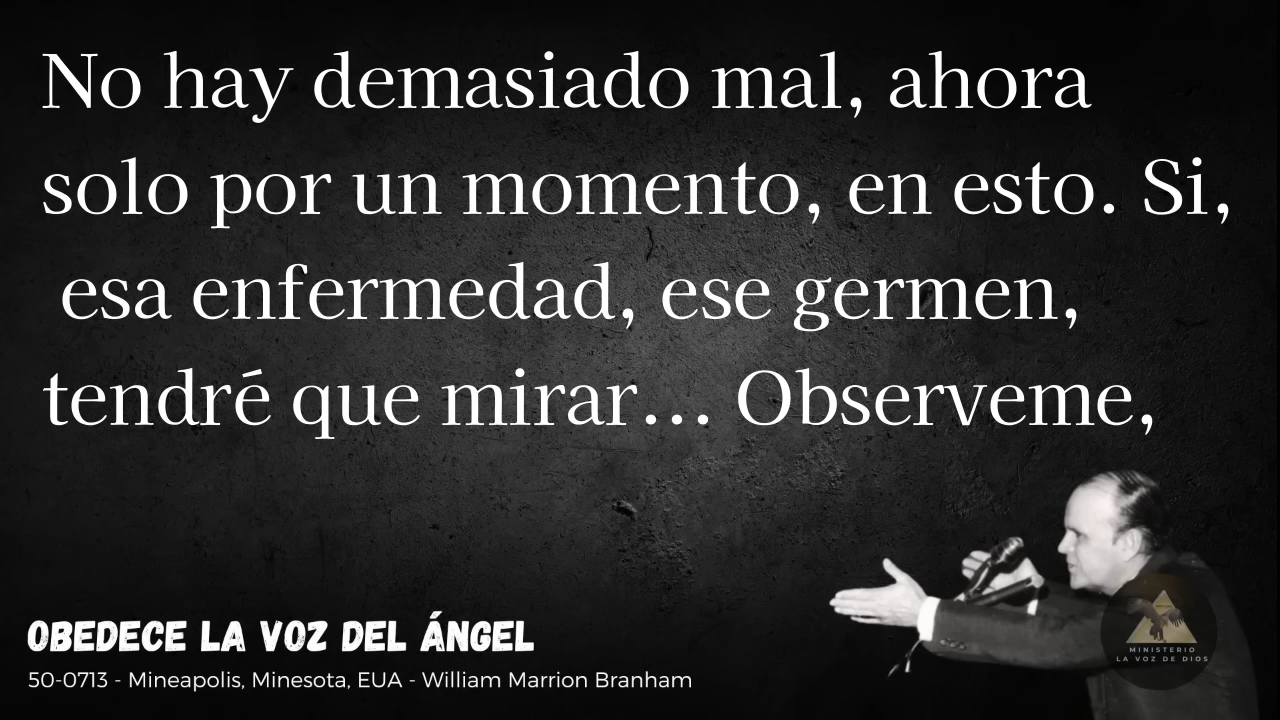 No hay demasiado mal, ahora
solo por un momento, en esto. Si,
esa enfermedad, ese germen,
tendré que mirar... Observeme,
OBEDECE LA VOZ DEL ÁNGEL
50-0713 - Mineapolis, Minesota, EUA - William Marrion Branham
MINISTERIO
LA VOZ DE DIOS